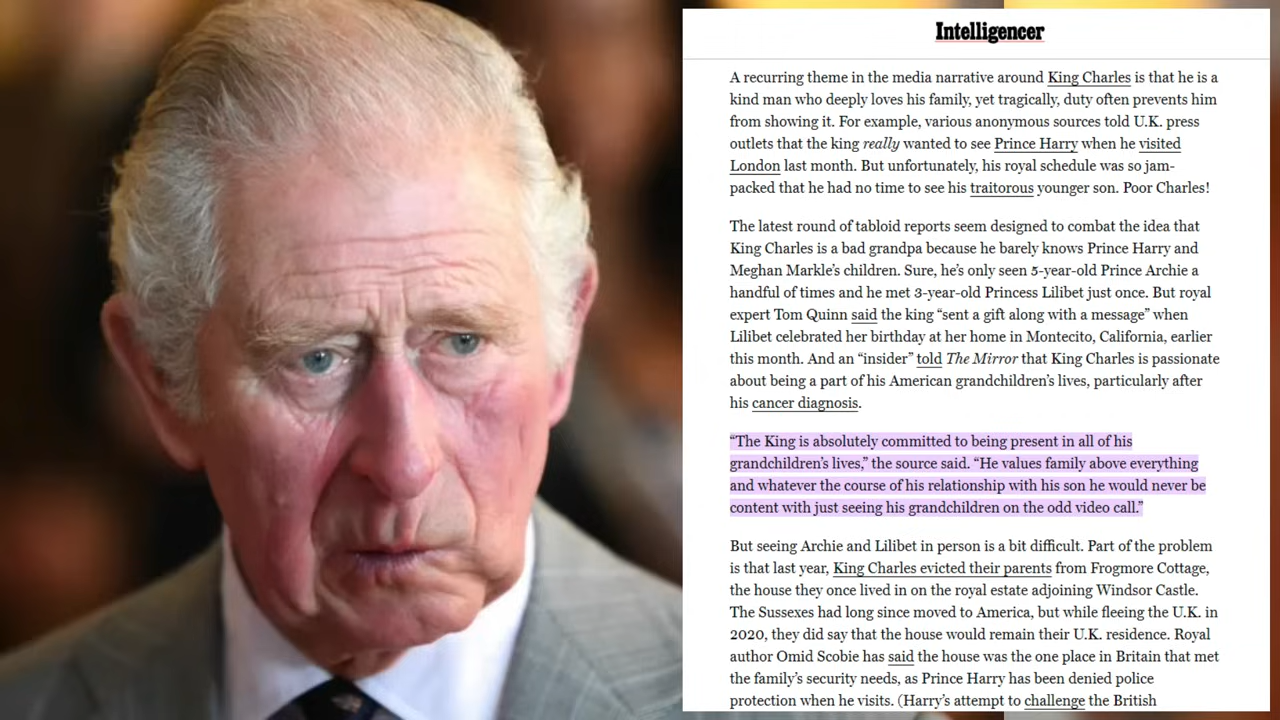 Intelligencer
A recurring theme in the media narrative around King Charles is that he is a
kind man who deeply loves his family, yet tragically, duty often prevents him
from showing it. For example, various anonymous sources told U.K. press
outlets that the king really wanted to see Prince Harry when he visited
London last month. But unfortunately, his royal schedule was so jam-
packed that he had no time to see his traitorous younger son. Poor Charles!
The latest round of tabloid reports seem designed to combat the idea that
King Charles is a bad grandpa because he barely knows Prince Harry and
Meghan Markle’s children. Sure, he’s only seen 5-year-old Prince Archie a
handful of times and he met 3-year-old Princess Lilibet just once. But royal
expert Tom Quinn said the king “sent a gift along with a message” when
Lilibet celebrated her birthday at her home in Montecito, California, earlier
this month. And an “insider” told The Mirror that King Charles is passionate
about being a part of his American grandchildren’s lives, particularly after
his cancer diagnosis.
“The King is absolutely committed to being present in all of his
grandchildren’s lives,” the source said. “He values family above everything
and whatever the course of his relationship with his son he would never be
content with just seeing his grandchildren on the odd video call.”
But seeing Archie and Lilibet in person is a bit difficult. Part of the problem
is that last year, King Charles evicted their parents from Frogmore Cottage,
the house they once lived in on the royal estate adjoining Windsor Castle.
The Sussexes had long since moved to America, but while fleeing the U.K. in
2020, they did say that the house would remain their U.K. residence. Royal
author Omid Scobie has said the house was the one place in Britain that met
the family’s security needs, as Prince Harry has been denied police
protection when he visits. (Harry’s attempt to challenge the British